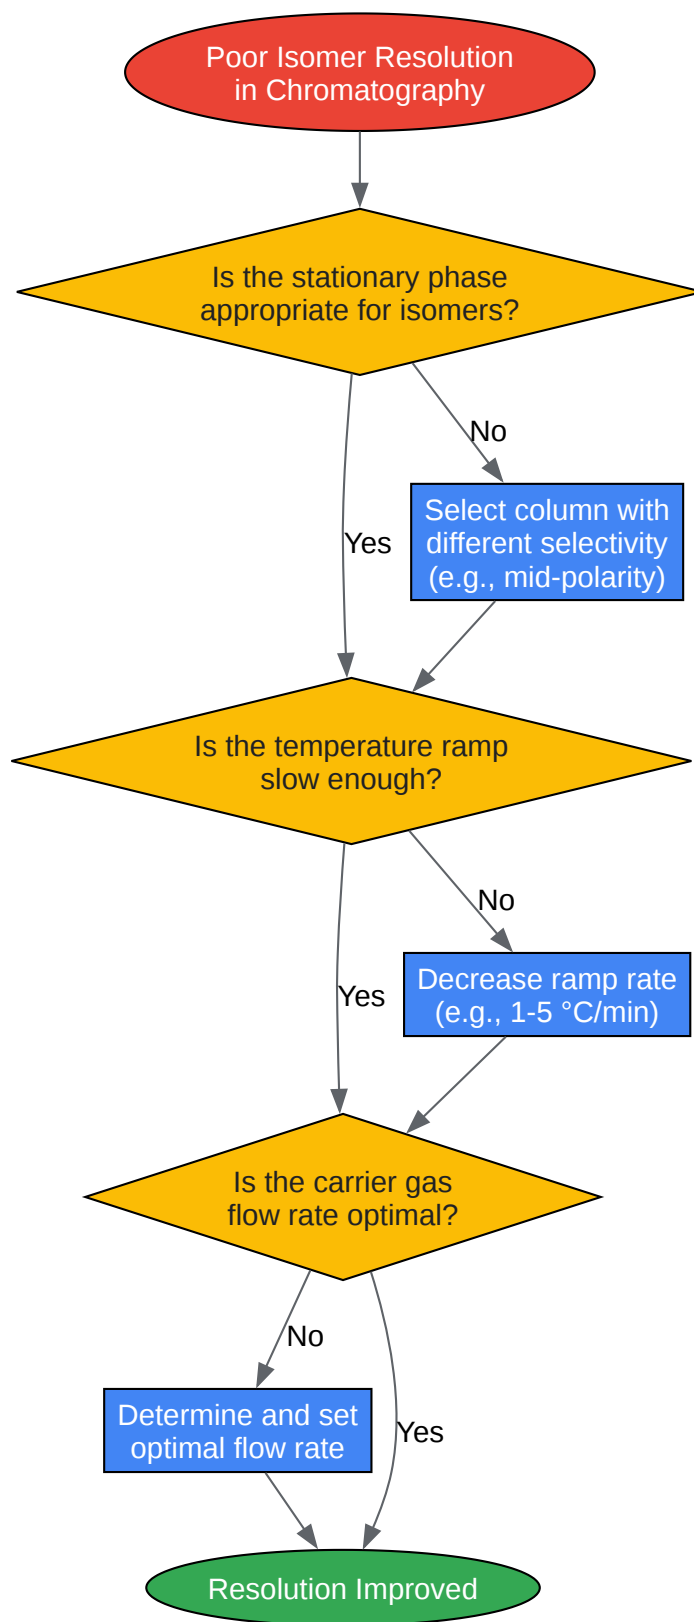 Poor Isomer Resolution
in Chromatography
Is the stationary phase
appropriate for isomers?
No
Select column with
different selectivity
(e.g., mid-polarity)
Yes
Is the temperature ramp
slow enough?
No
Decrease ramp rate
(e.g., 1-5 °C/min)
Yes
Is the carrier gas
flow rate optimal?
No
Determine and set
optimal flow rate
Yes
Resolution Improved